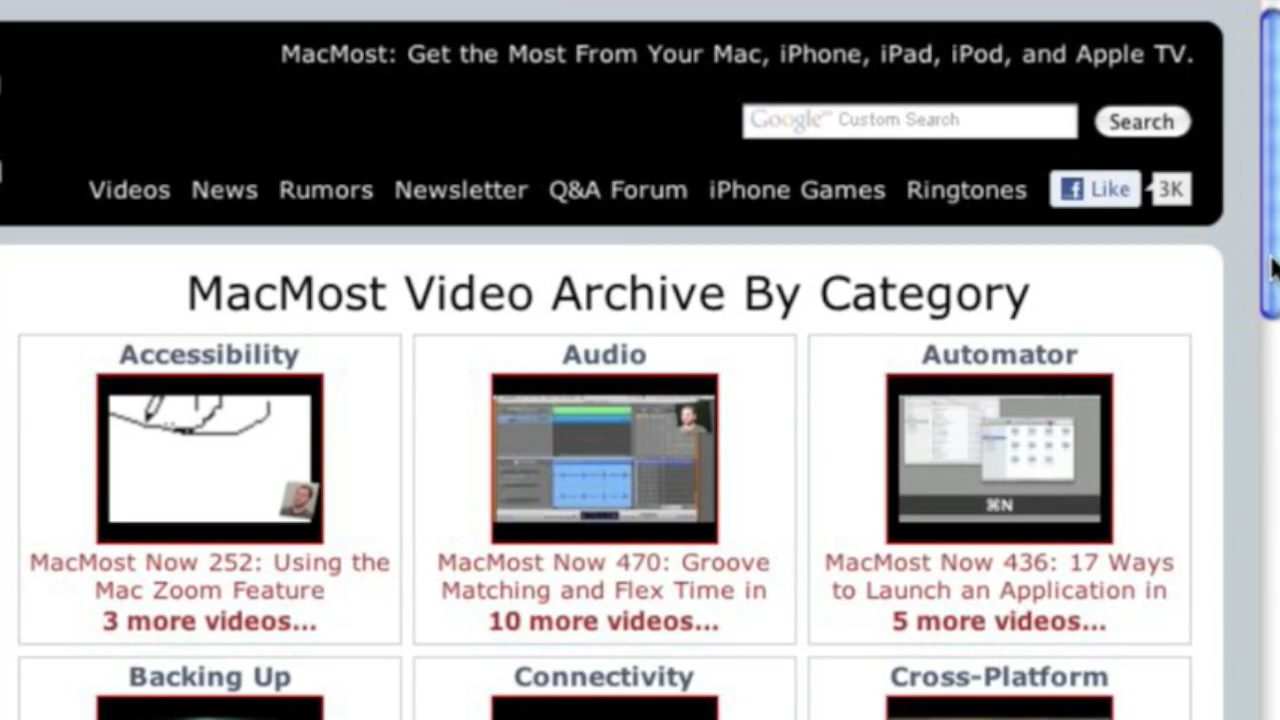 MacMost: Get the Most From Your Mac, iPhone, iPad, iPod, and Apple TV.
Google™ Custom Search
Search
Videos News Rumors Newsletter Q&A Forum iPhone Games Ringtones Like 3K
MacMost Video Archive By Category
Accessibility
MacMost Now 252: Using the
Mac Zoom Feature
3 more videos...
Audio
MacMost Now 470: Groove
Matching and Flex Time in
10 more videos...
Automator
⌘N
MacMost Now 436: 17 Ways
to Launch an Application in
5 more videos...
Backing Up
Connectivity
Cross-Platform